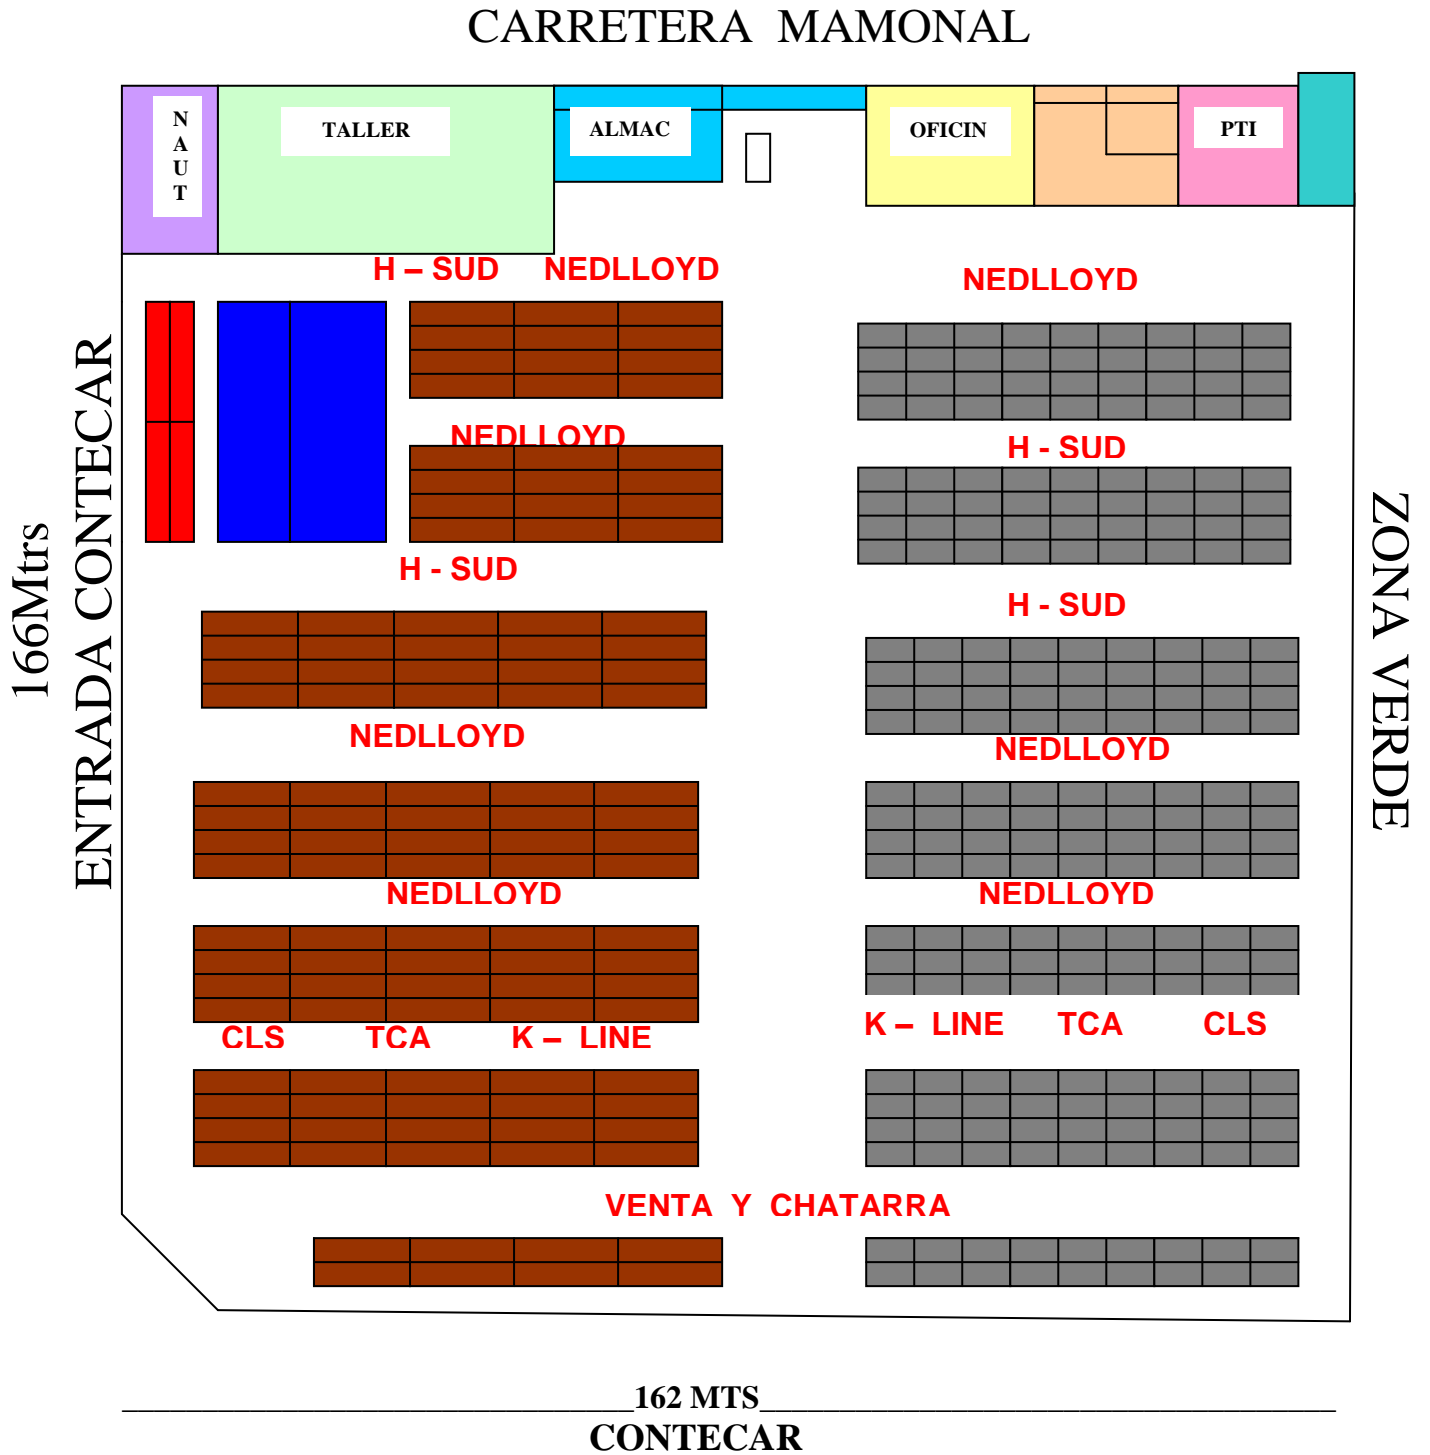 CARRETERA MAMONAL
NAUT
TALLER
ALMAC
OFICIN
PTI
H – SUD NEDLLOYD
NEDLLOYD
NEDLLOYD
H - SUD
H - SUD
H - SUD
NEDLLOYD
NEDLLOYD
NEDLLOYD
NEDLLOYD
CLS TCA K – LINE
K – LINE TCA CLS
VENTA Y CHATARRA
166Mtrs
ENTRADA CONTECAR
ZONA VERDE
162 MTS
CONTECAR